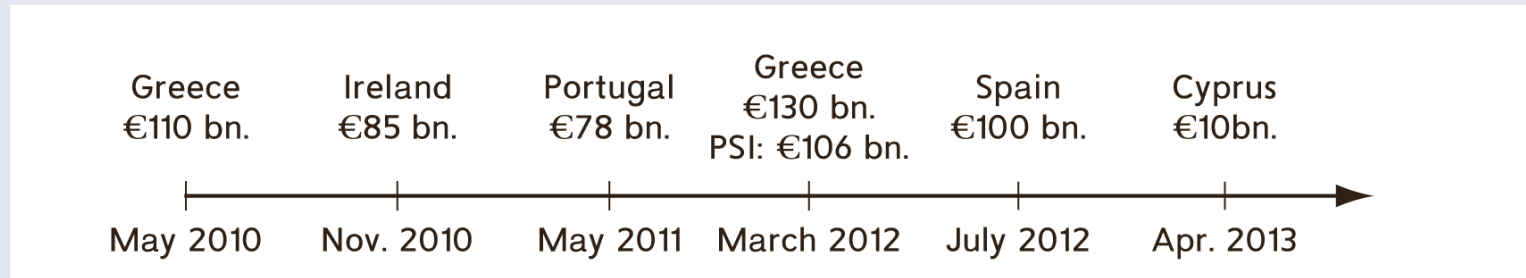 Greece
€110 bn.
Ireland
€85 bn.
Portugal
€78 bn.
Greece
€130 bn.
PSI: €106 bn.
Spain
€100 bn.
Cyprus
€10bn.
May 2010
Nov. 2010
May 2011
March 2012
July 2012
Apr. 2013